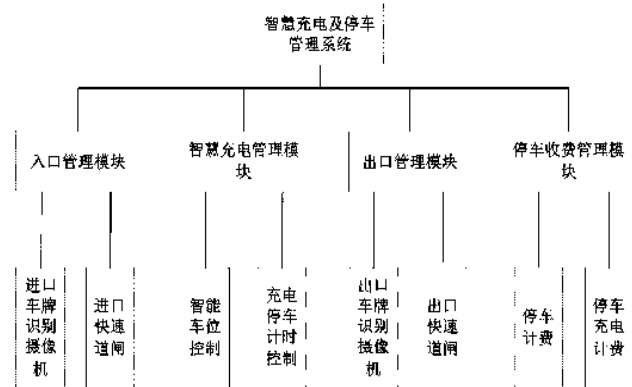 智慧充电及停车
管理系统
入口管理模块
智慧充电管理模
块
出口管理模块
停车收费管理模
块
进口
车牌
识别
摄像
机
进口
快速
道闸
智能
车位
控制
充电
停车
计时
控制
出口
车牌
识别
摄像
机
出口
快速
道闸
停车
计费
停车
充电
计费